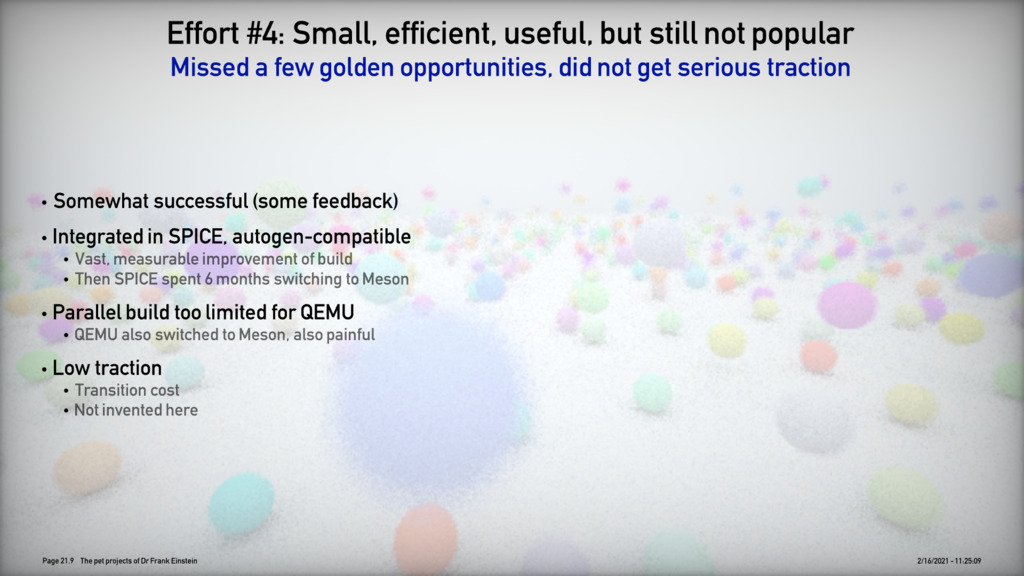 Effort #4: Small, efficient, useful, but still not popular
Missed a few golden opportunities, did not get serious traction
• Somewhat successful (some feedback)
• Integrated in SPICE, autogen-compatible
• Vast, measurable improvement of build
• Then SPICE spent 6 months switching to Meson
• Parallel build too limited for QEMU
• QEMU also switched to Meson, also painful
• Low traction
• Transition cost
• Not invented here
Page 21.9 The pet projects of Dr Frank Einstein
2/16/2021 - 11:25:09